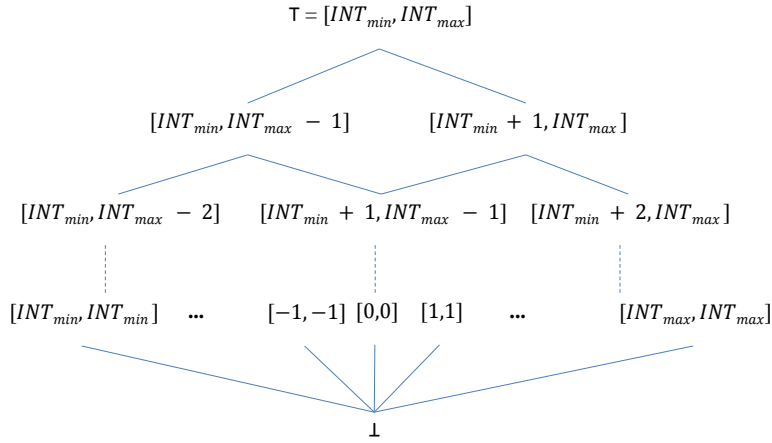 ⊤ = [INT_min, INT_max]
[INT_min, INT_max − 1] [INT_min + 1, INT_max]
[INT_min, INT_max − 2] [INT_min + 1, INT_max − 1] [INT_min + 2, INT_max]
[INT_min, INT_min] ... [−1, −1] [0,0] [1,1] ... [INT_max, INT_max]
⊥